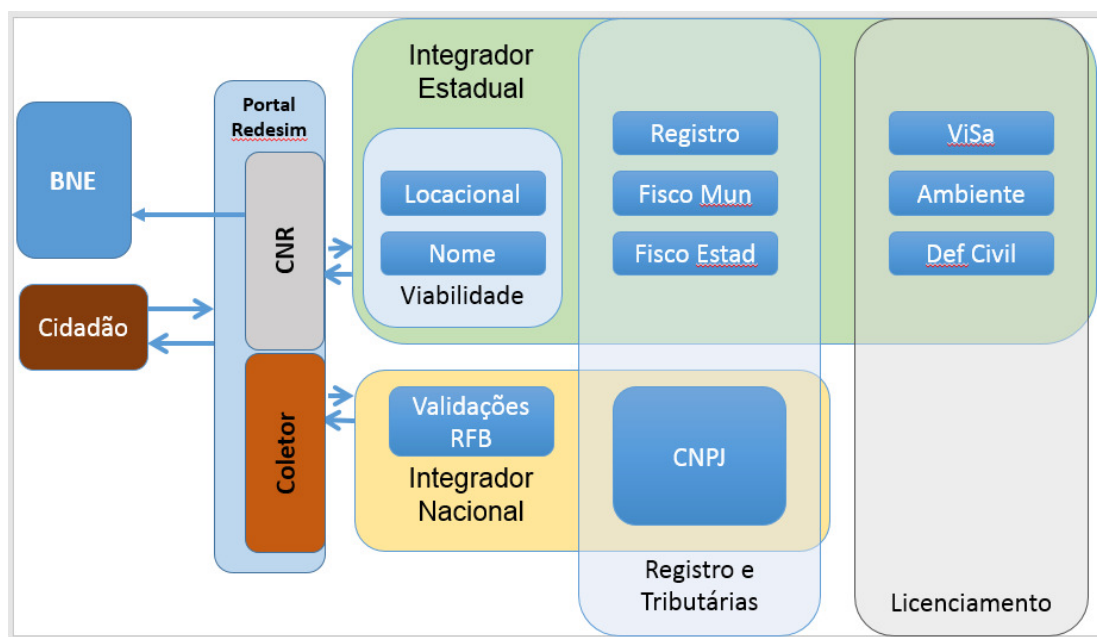 Integrador
Estadual
Portal
Redesim
BNE
CNR
Locacional
Nome
Viabilidade
Registro
Fisco Mun
Fisco Estad
ViSa
Ambiente
Def Civil
Cidadão
Coletor
Validações
RFB
Integrador
Nacional
CNPJ
Registro e
Tributárias
Licenciamento